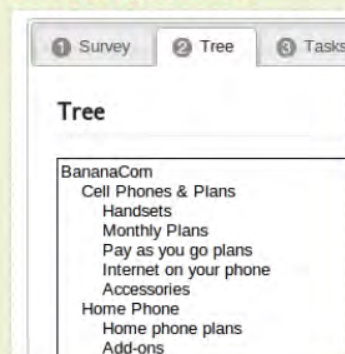 1 Survey 2 Tree 3 Tasks
Tree
BananaCom
Cell Phones & Plans
Handsets
Monthly Plans
Pay as you go plans
Internet on your phone
Accessories
Home Phone
Home phone plans
Add-ons